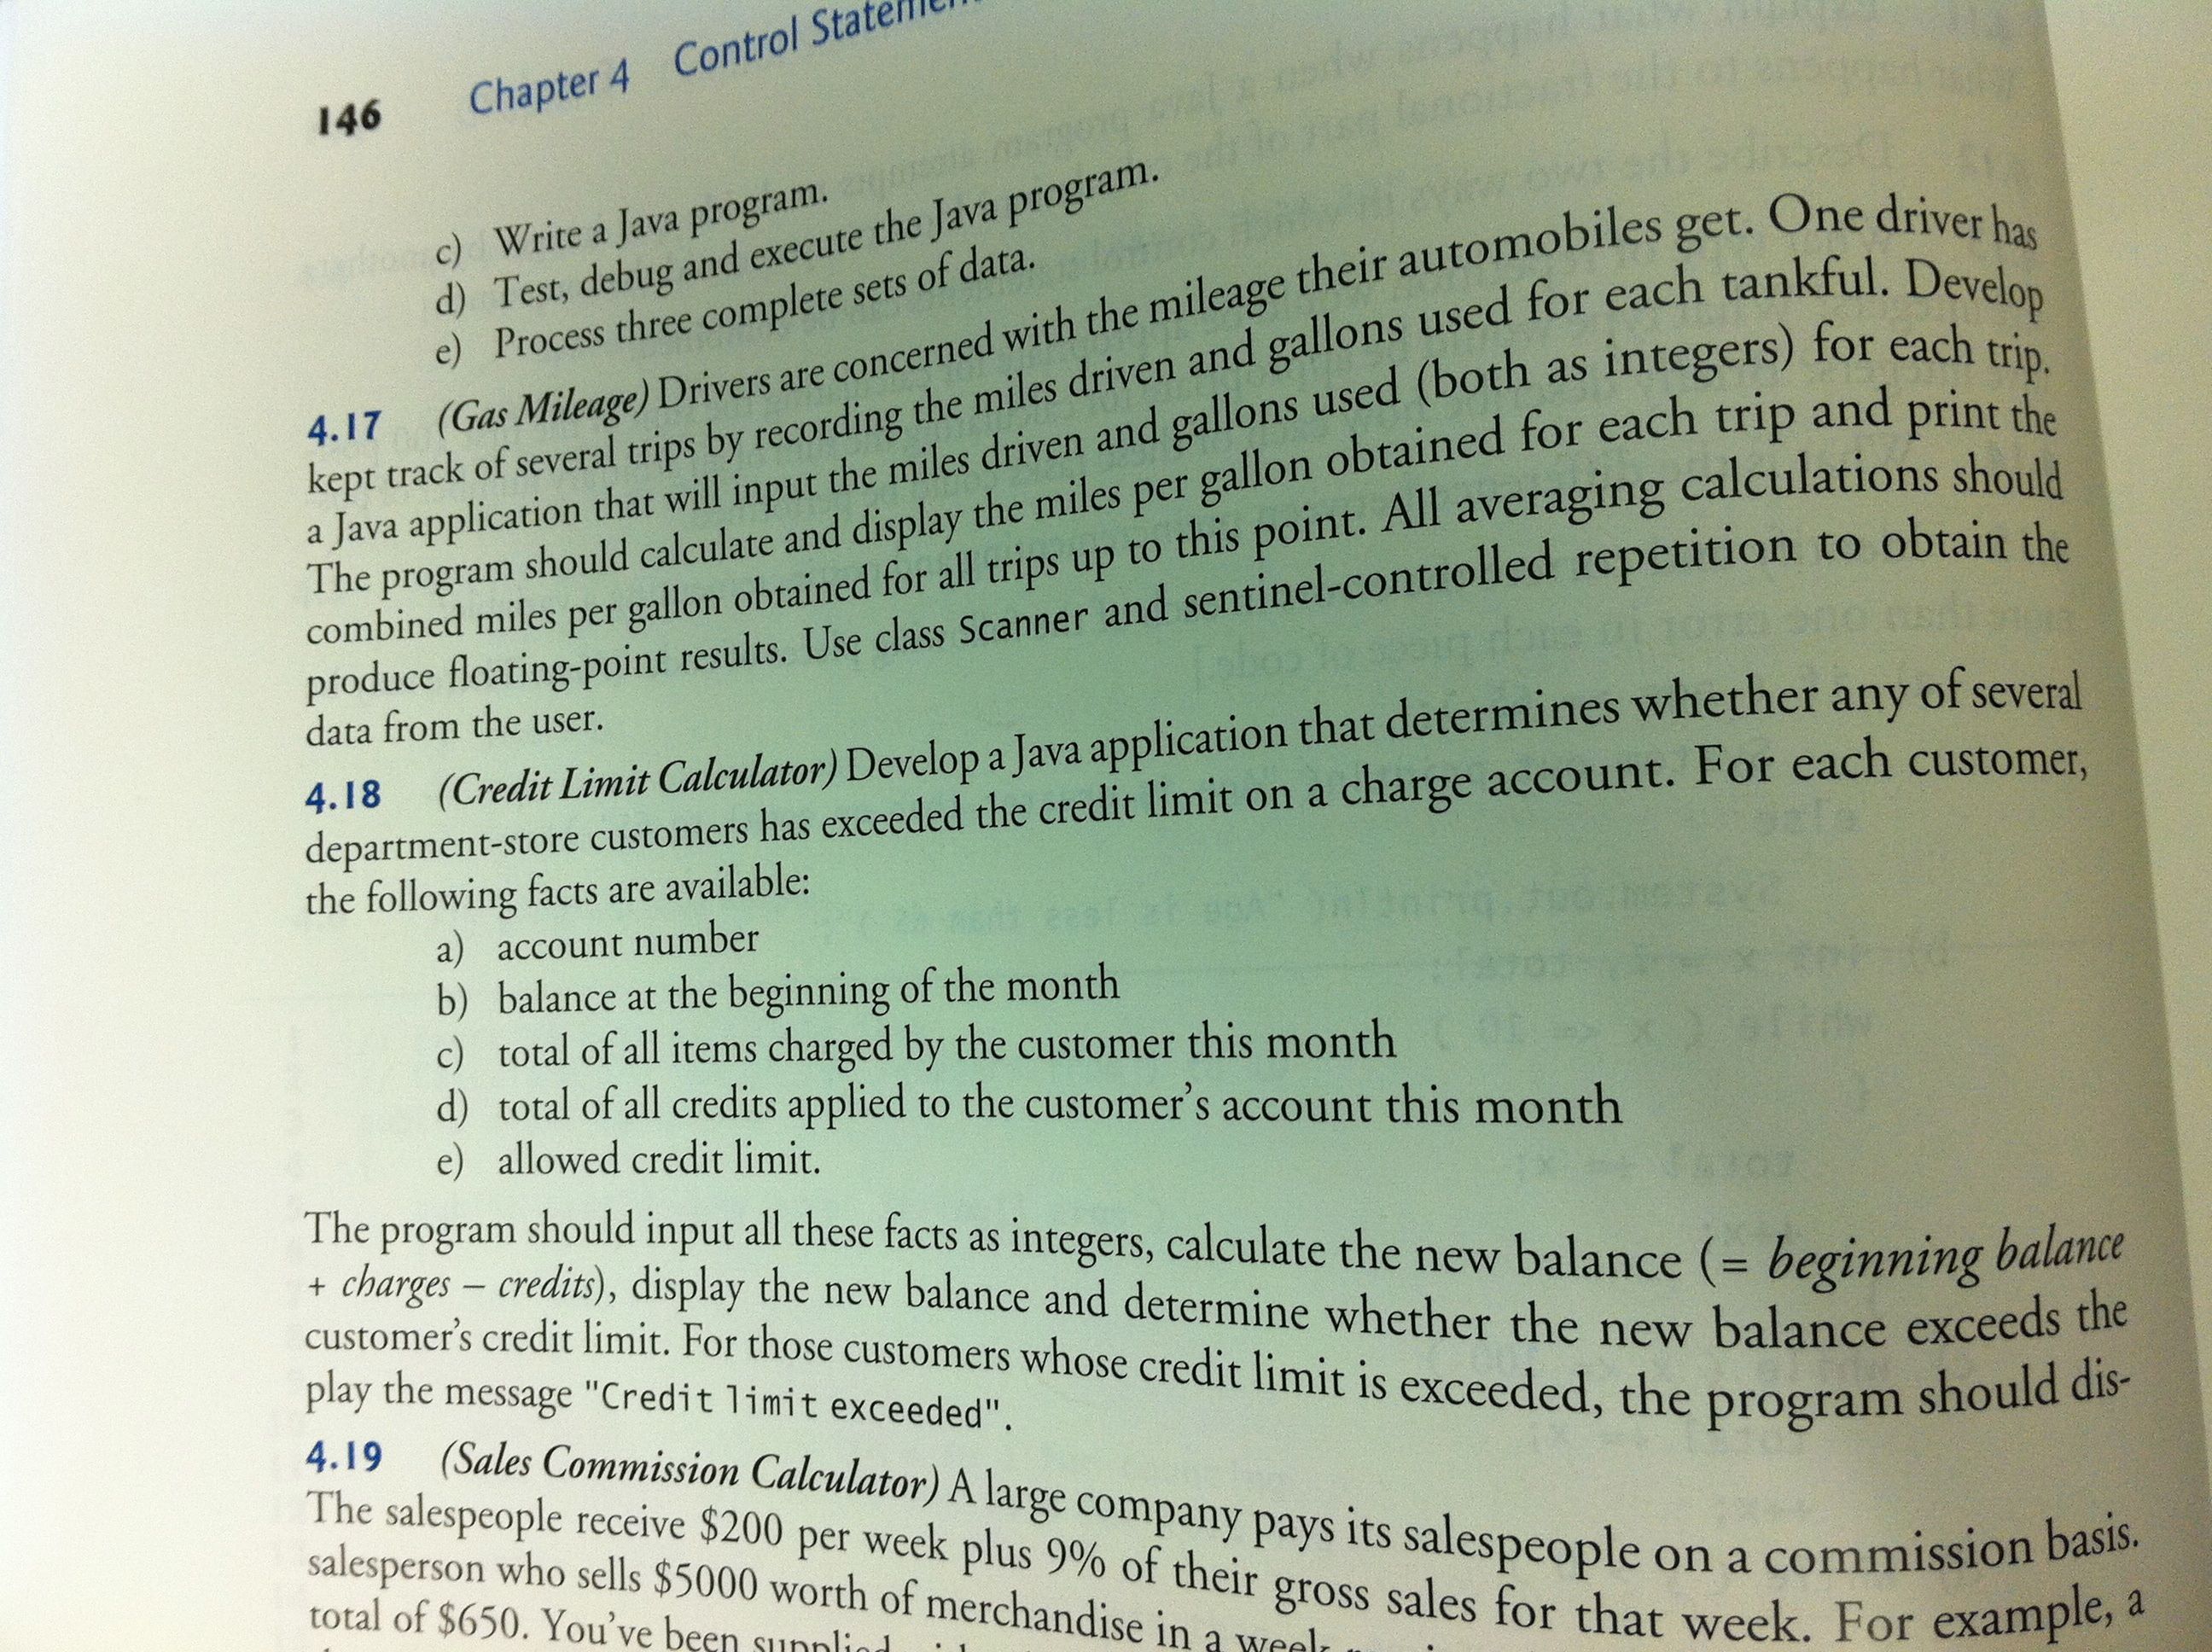 146 Chapter 4 Control
c) Write a Java program.
d) Test, debug and execute the Java program.
e) Process three complete sets of data.
4.17 (Gas Mileage) Drivers are concerned with the mileage their automobiles get. One driver has
kept track of several trips by recording the miles driven and gallons used for each tankful. Develop
a Java application that will input the miles driven and gallons used (both as integers) for each trip.
The program should calculate and display the miles per gallon obtained for each trip and print the
combined miles per gallon obtained for all trips up to this point. All averaging calculations should
produce floating-point results. Use class Scanner and sentinel-controlled repetition to obtain the
data from the user.
4.18 (Credit Limit Calculator) Develop a Java application that determines whether any of several
department-store customers has exceeded the credit limit on a charge account. For each customer,
the following facts are available:
a) account number
b) balance at the beginning of the month
c) total of all items charged by the customer this month
d) total of all credits applied to the customer's account this month
e) allowed credit limit.
The program should input all these facts as integers, calculate the new balance (= beginning balance
+ charges – credits), display the new balance and determine whether the new balance exceeds the
customer's credit limit. For those customers whose credit limit is exceeded, the program should dis-
play the message "Credit limit exceeded".
4.19 (Sales Commission Calculator) A large company pays its salespeople on a commission basis.
The salespeople receive $200 per week plus 9% of their gross sales for that week. For example, a
salesperson who sells $5000 worth of merchandise in a week
total of $650. You've been supplied